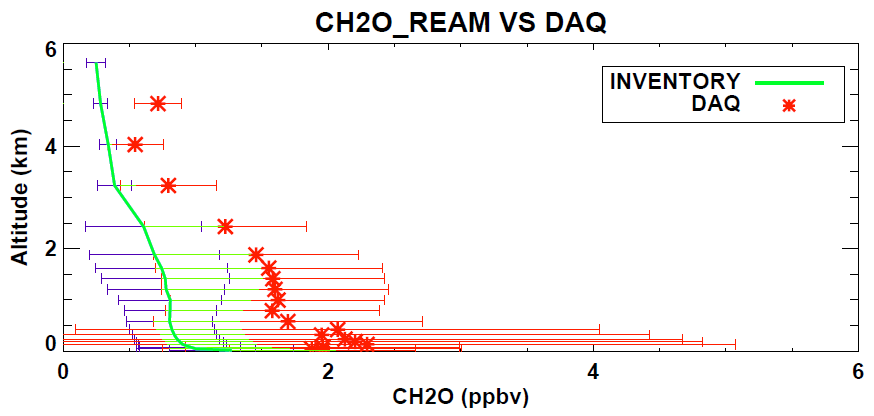 CH2O_REAM VS DAQ
6
4
2
0
Altitude (km)
INVENTORY
DAQ
0 2 4 6
CH2O (ppbv)